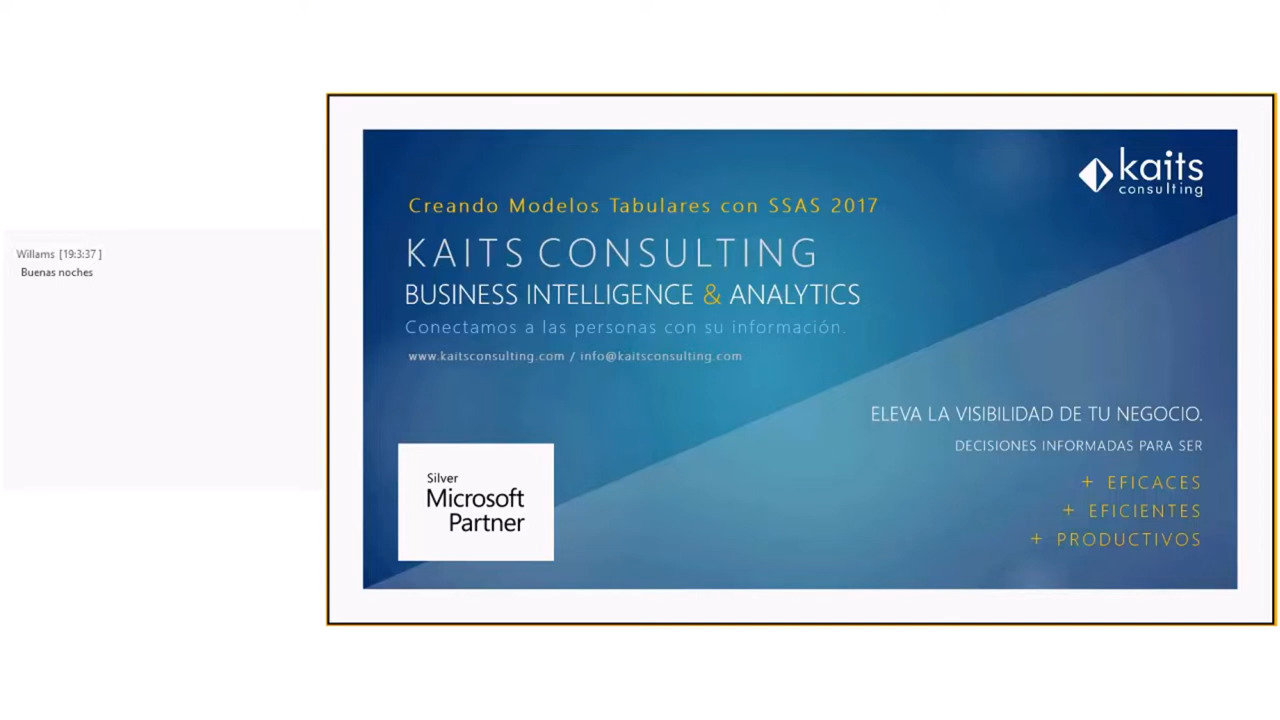 Willams [19:3:37 ]
Buenas noches
kaits
consulting
Creando Modelos Tabulares con SSAS 2017
KAITS CONSULTING
BUSINESS INTELLIGENCE & ANALYTICS
Conectamos a las personas con su información.
www.kaitsconsulting.com / info@kaitsconsulting.com
ELEVA LA VISIBILIDAD DE TU NEGOCIO.
DECISIONES INFORMADAS PARA SER
+ EFICACES
+ EFICIENTES
+ PRODUCTIVOS
Silver
Microsoft
Partner